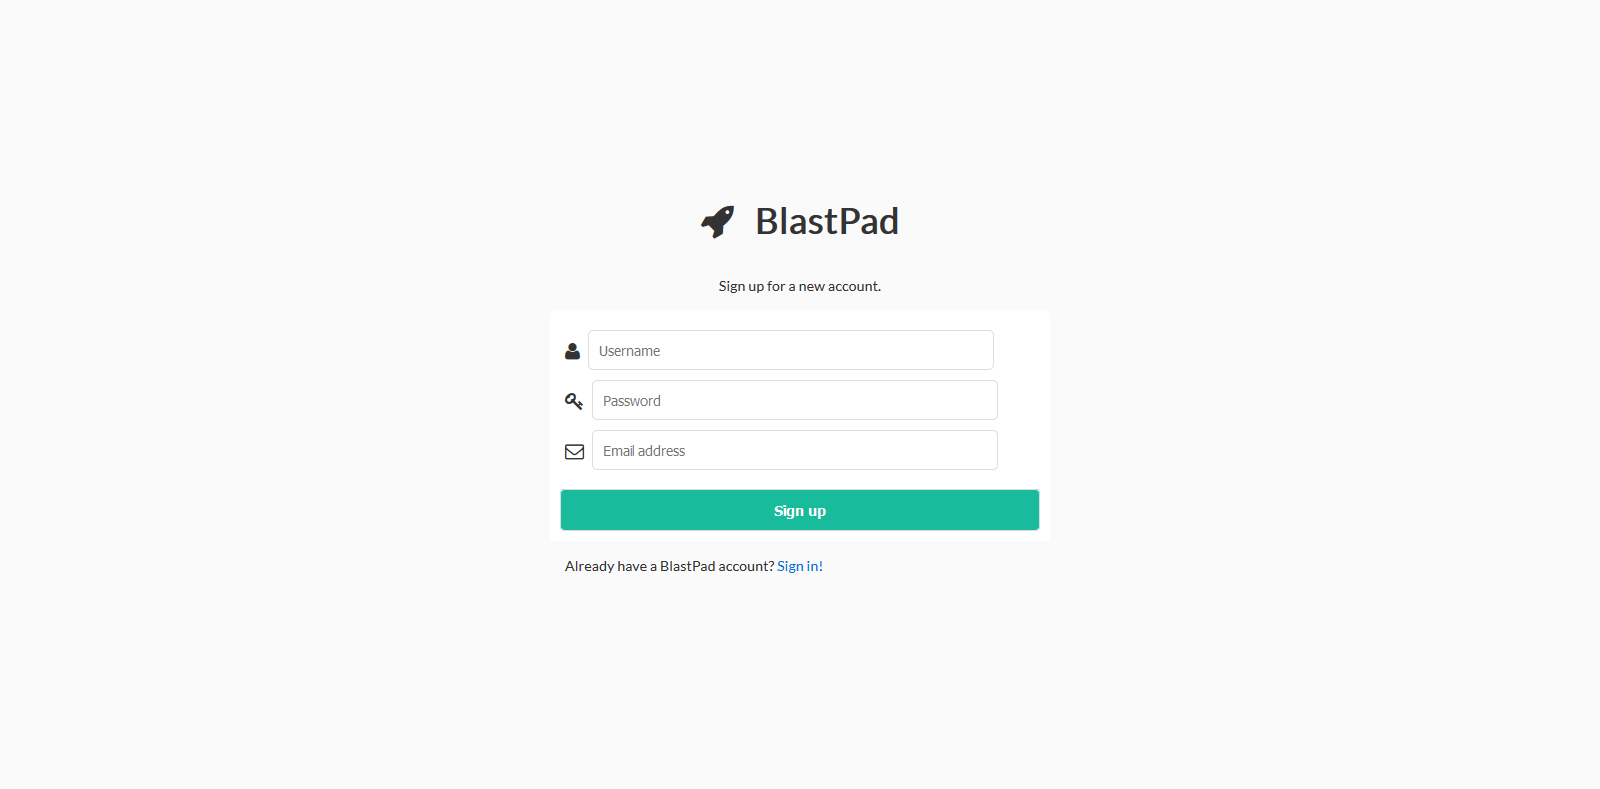 BlastPad
Sign up for a new account.
Username
Password
Email address
Sign up
Already have a BlastPad account? Sign in!